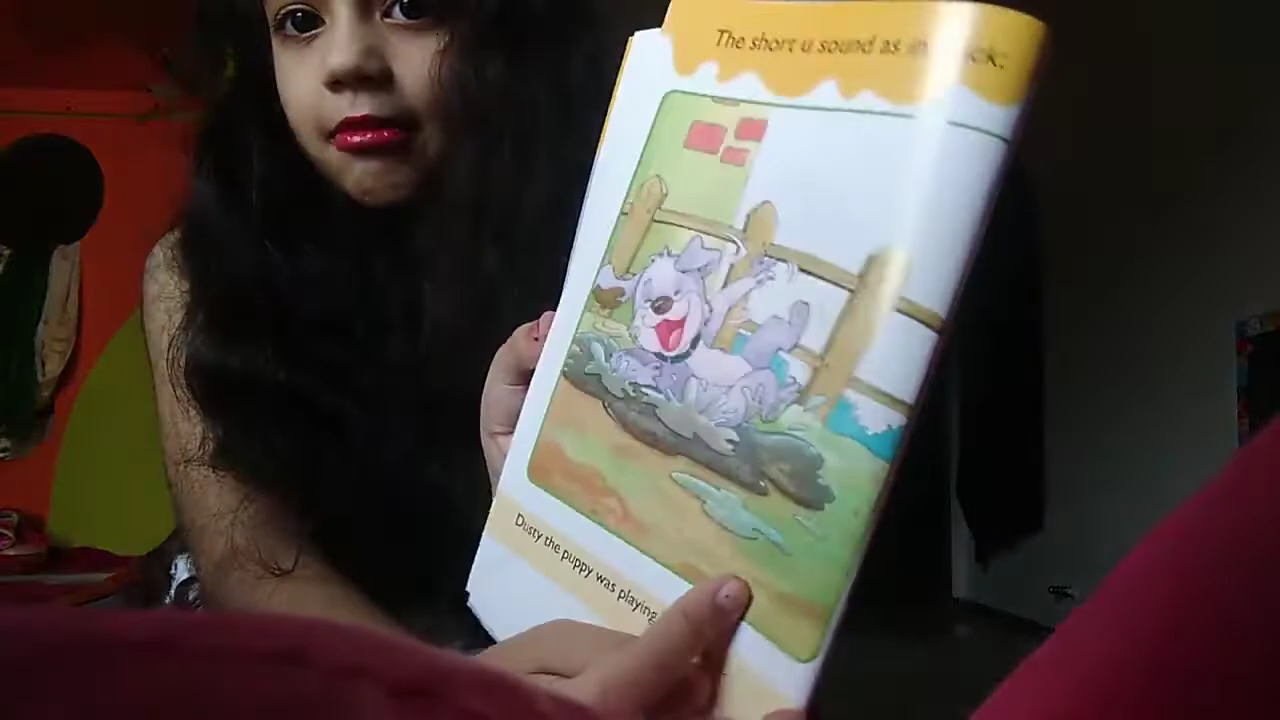 The short u sound as in
Dusty the puppy was playing